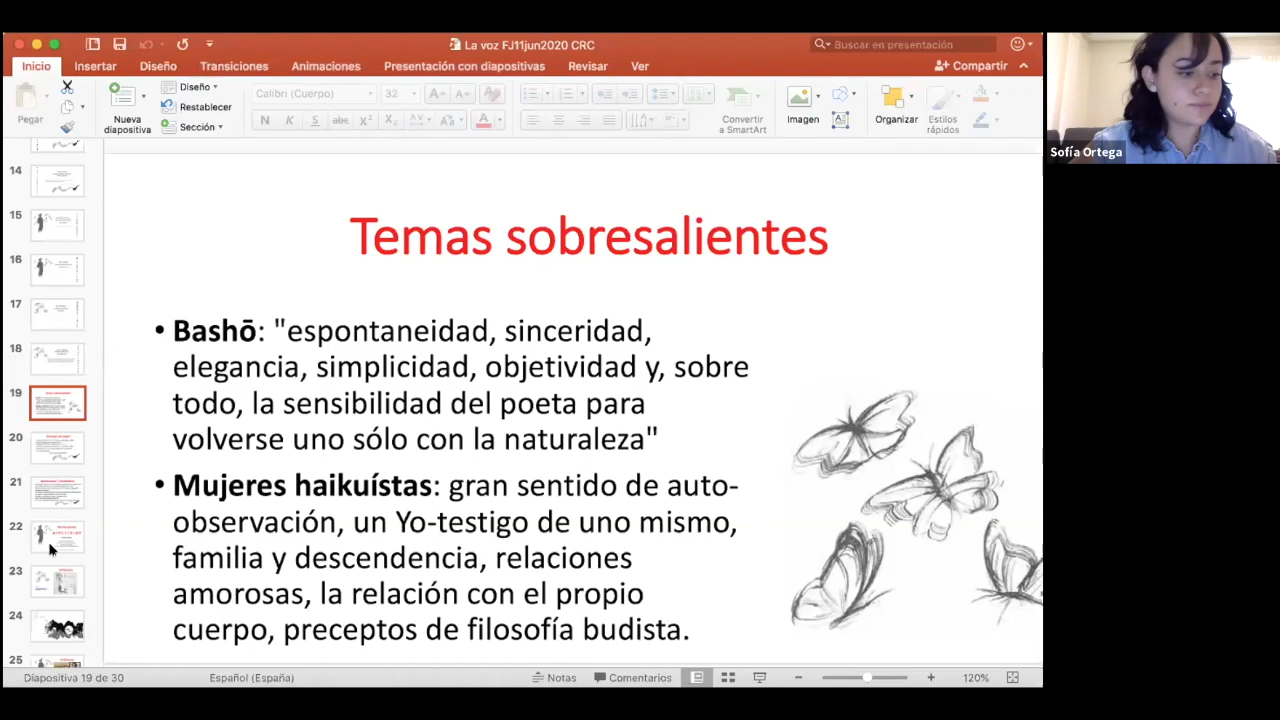 La voz FJ11jun2020 CRC
Buscar en presentación
Inicio Insertar Diseño Transiciones Animaciones Presentación con diapositivas Revisar Ver
Compartir
Pegar
Nueva
diapositiva
Diseño
Restablecer
Sección
Calibri (Cuerpo) 32
N C S abc X² X₂
Convertir
a SmartArt
Imagen
Organizar
Estilos
rápidos
Sofía Ortega
14
15
16
17
18
19
20
21
22
23
24
25
Temas sobresalientes
• Bashō: "espontaneidad, sinceridad,
elegancia, simplicidad, objetividad y, sobre
todo, la sensibilidad del poeta para
volverse uno sólo con la naturaleza"
• Mujeres haikuístas: gran sentido de auto-
observación, un Yo-testigo de uno mismo,
familia y descendencia, relaciones
amorosas, la relación con el propio
cuerpo, preceptos de filosofía budista.
Diapositiva 19 de 30 Español (España) Notas Comentarios 120%